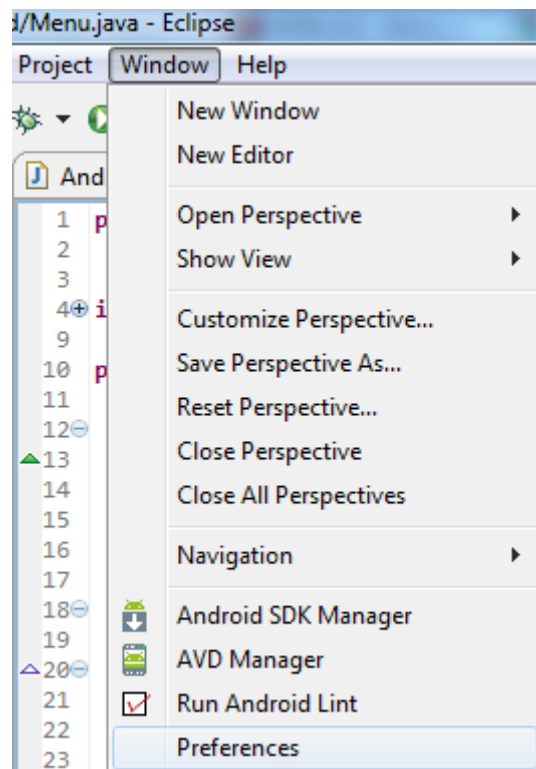 d/Menu.java - Eclipse
Project Window Help
New Window
New Editor
J And
Open Perspective
Show View
Customize Perspective...
Save Perspective As...
Reset Perspective...
Close Perspective
Close All Perspectives
Navigation
Android SDK Manager
AVD Manager
Run Android Lint
Preferences
1 p
2
3
4 i
9
10 p
11
12
13
14
15
16
17
18
19
20
21
22
23